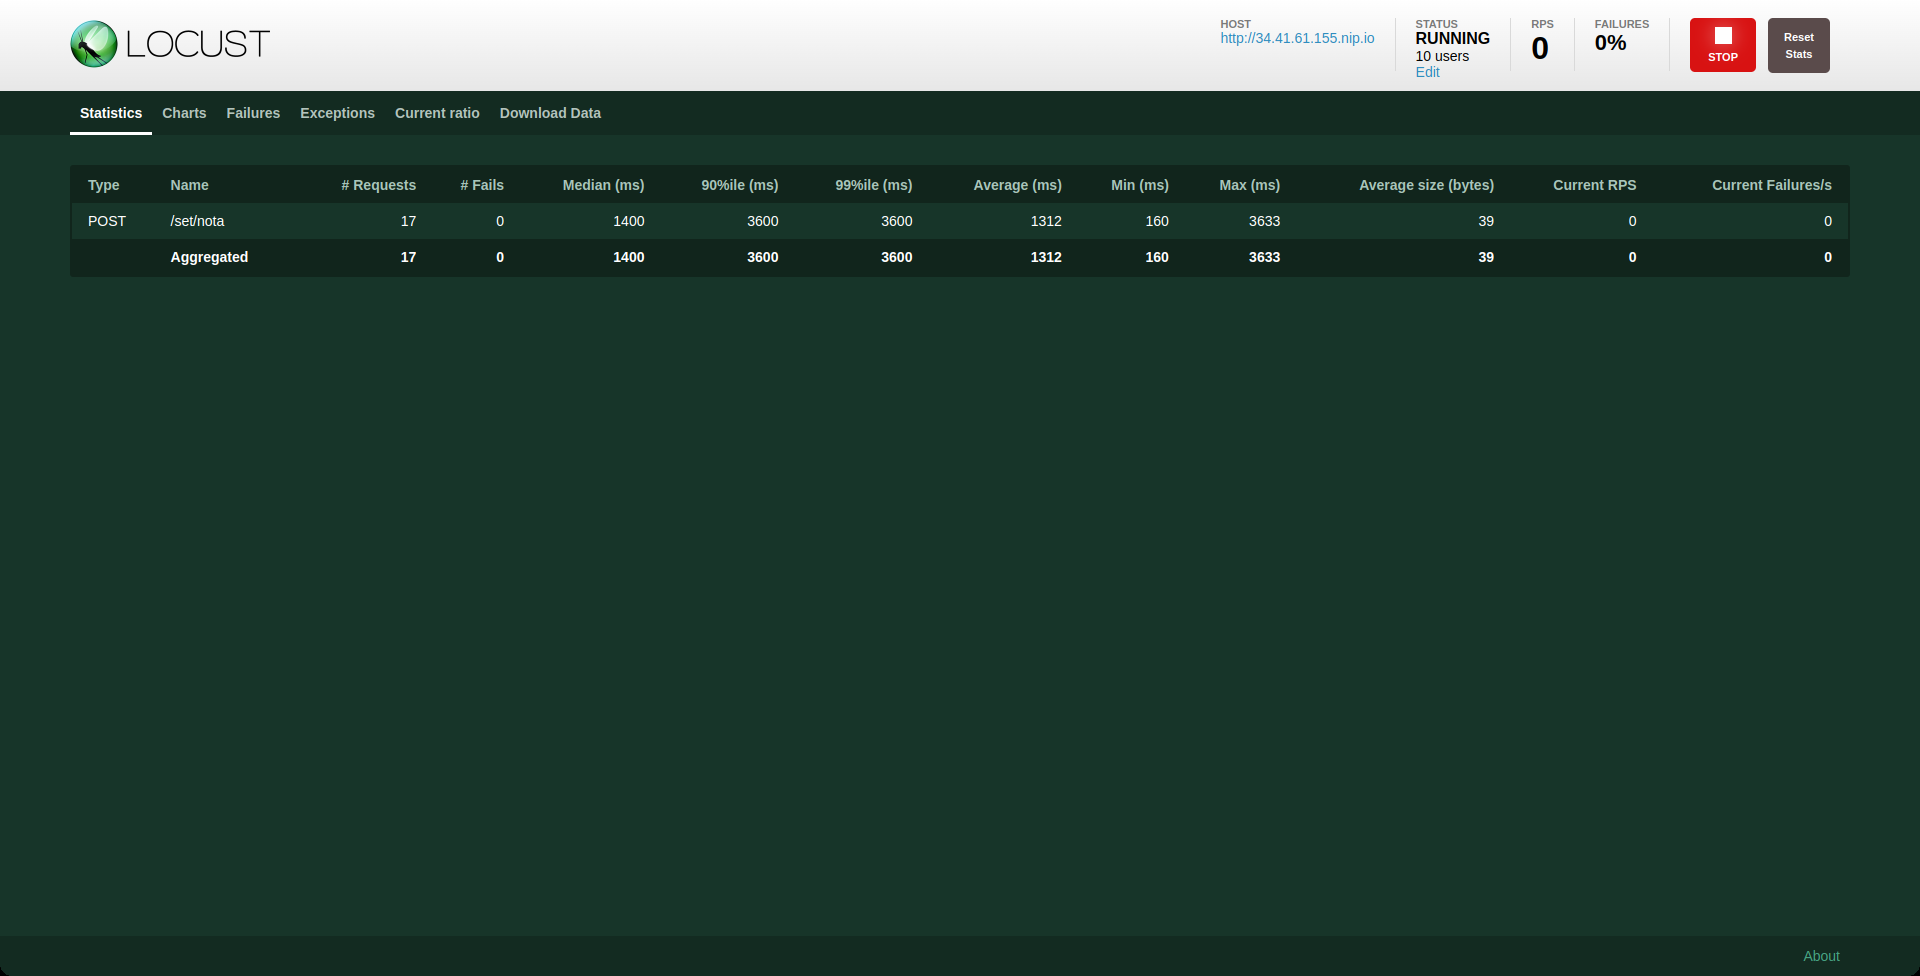 LOCUST
HOST
http://34.41.61.155.nip.io
STATUS
RUNNING
10 users
Edit
RPS
0
FAILURES
0%
STOP
Reset
Stats
Statistics Charts Failures Exceptions Current ratio Download Data
Type Name # Requests # Fails Median (ms) 90%ile (ms) 99%ile (ms) Average (ms) Min (ms) Max (ms) Average size (bytes) Current RPS Current Failures/s
POST /set/nota 17 0 1400 3600 3600 1312 160 3633 39 0 0
Aggregated 17 0 1400 3600 3600 1312 160 3633 39 0 0
About